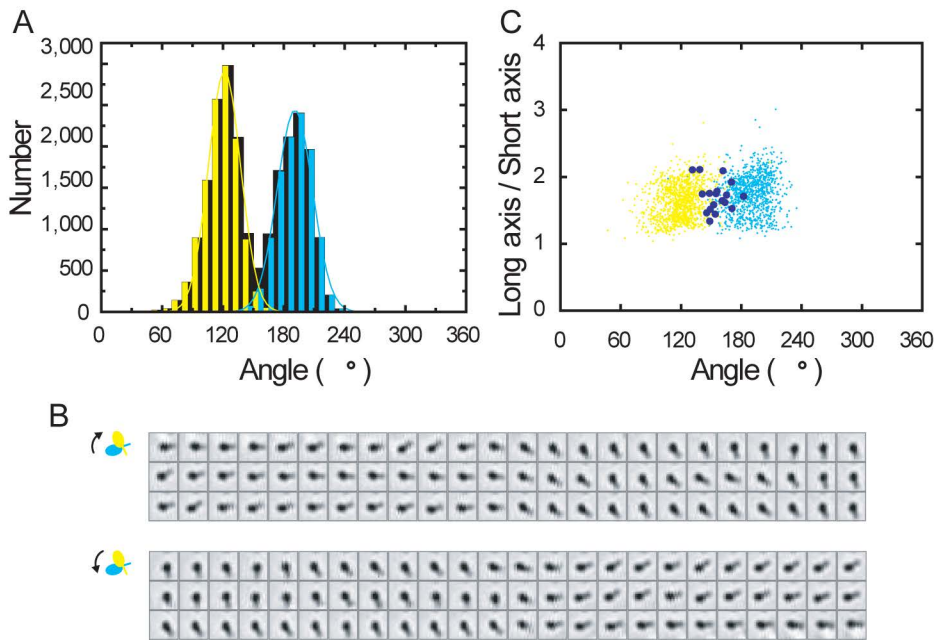 A
3,000
2,500
2,000
1,500
1,000
500
0
Number
0 60 120 180 240 300 360
Angle ( ° )
C
4
3
2
1
0
Long axis / Short axis
0 60 120 180 240 300 360
Angle ( ° )
B